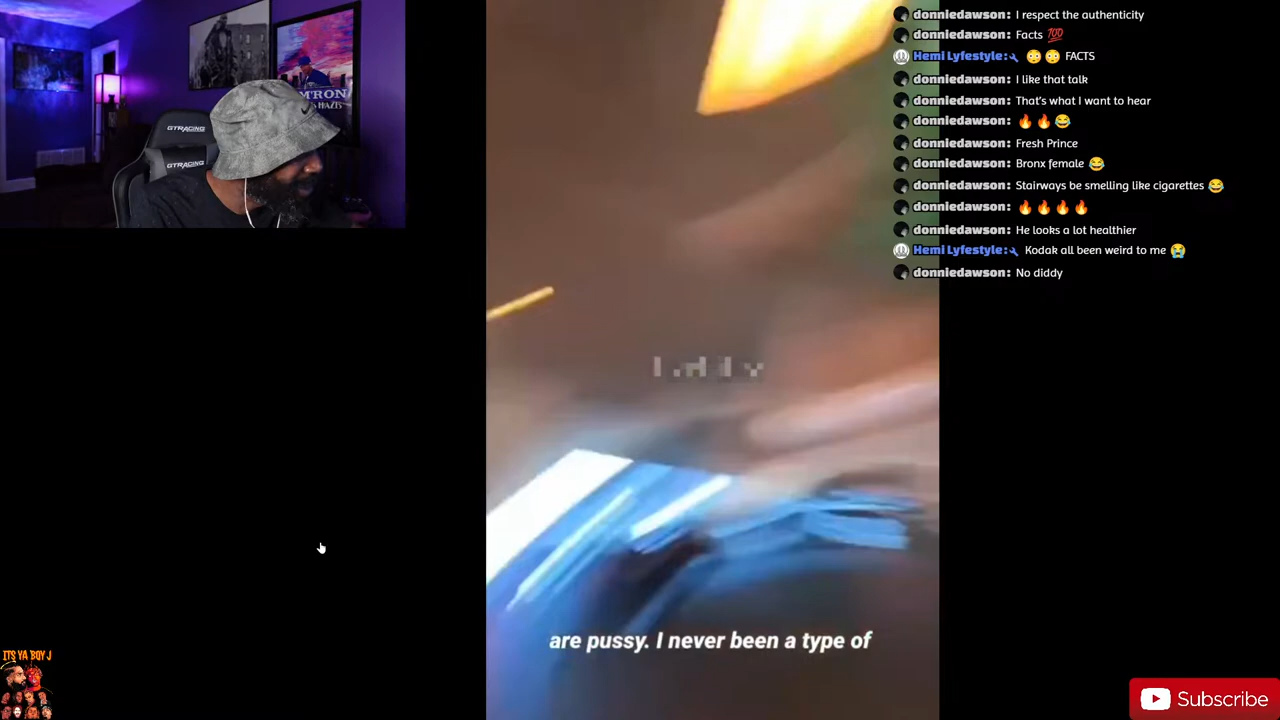 donniedawson: I respect the authenticity
donniedawson: Facts 💯
Hemi Lyfestyle: 😳 😳 FACTS
donniedawson: I like that talk
donniedawson: That's what I want to hear
donniedawson: 🔥 🔥 😂
donniedawson: Fresh Prince
donniedawson: Bronx female 😂
donniedawson: Stairways be smelling like cigarettes 😂
donniedawson: 🔥 🔥 🔥 🔥
donniedawson: He looks a lot healthier
Hemi Lyfestyle: Kodak all been weird to me 😭
donniedawson: No diddy
GTRACING
GTRACING
are pussy. I never been a type of
ITS YA BOY J
Subscribe